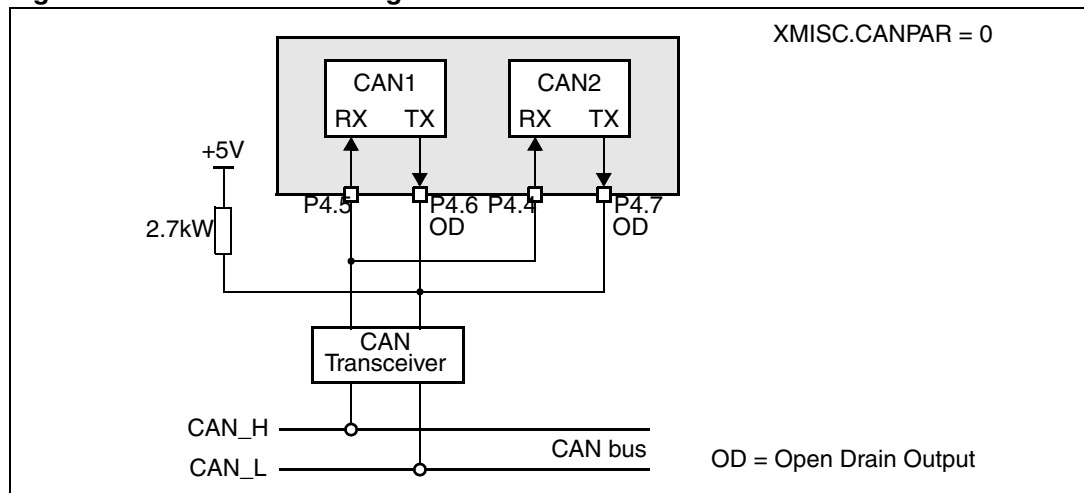 XMISC.CANPAR = 0
CAN1
CAN2
RX TX
RX TX
+5V
P4.5
P4.6
P4.4
P4.7
OD
OD
2.7kW
CAN
Transceiver
CAN_H
CAN bus
CAN_L
OD = Open Drain Output